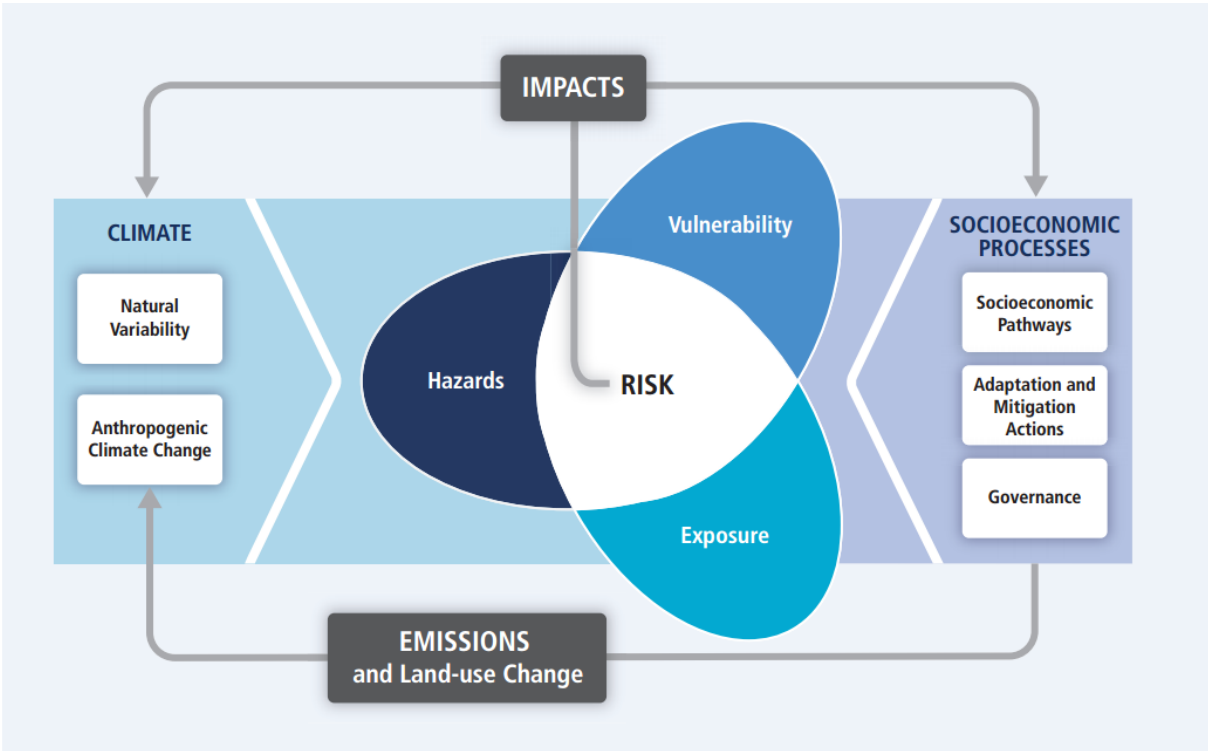 IMPACTS
CLIMATE
Natural
Variability
Anthropogenic
Climate Change
Vulnerability
Hazards
RISK
Exposure
SOCIOECONOMIC
PROCESSES
Socioeconomic
Pathways
Adaptation and
Mitigation
Actions
Governance
EMISSIONS
and Land-use Change